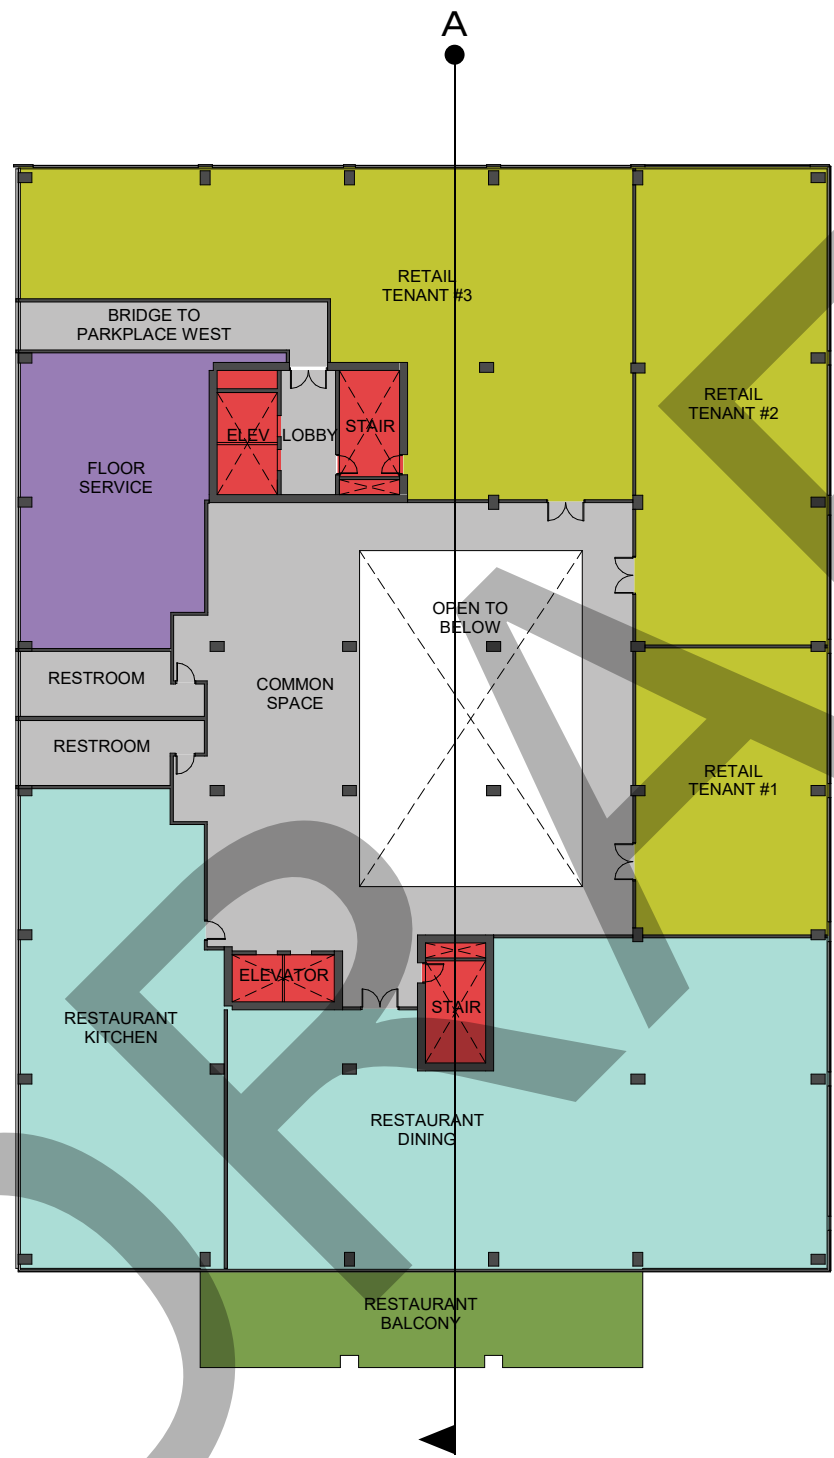 A
RETAIL
TENANT #3
BRIDGE TO
PARKPLACE WEST
RETAIL
TENANT #2
ELEV
LOBBY
STAIR
FLOOR
SERVICE
OPEN TO
BELOW
RESTROOM
COMMON
SPACE
RESTROOM
RETAIL
TENANT #1
ELEVATOR
STAIR
RESTAURANT
KITCHEN
RESTAURANT
DINING
RESTAURANT
BALCONY